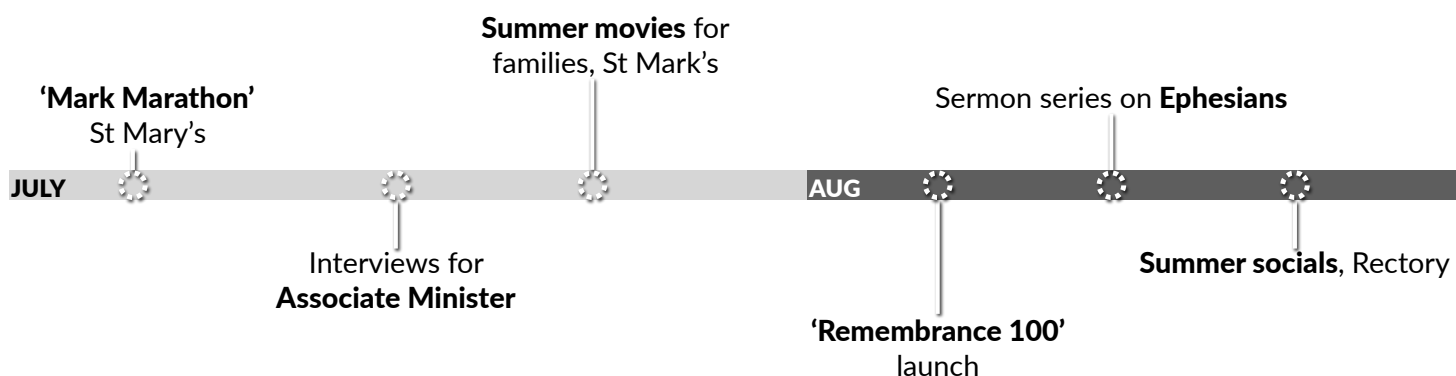 Summer movies for
families, St Mark’s
‘Mark Marathon’
St Mary’s
Sermon series on Ephesians
JULY
AUG
Interviews for
Associate Minister
Summer socials, Rectory
‘Remembrance 100’
launch